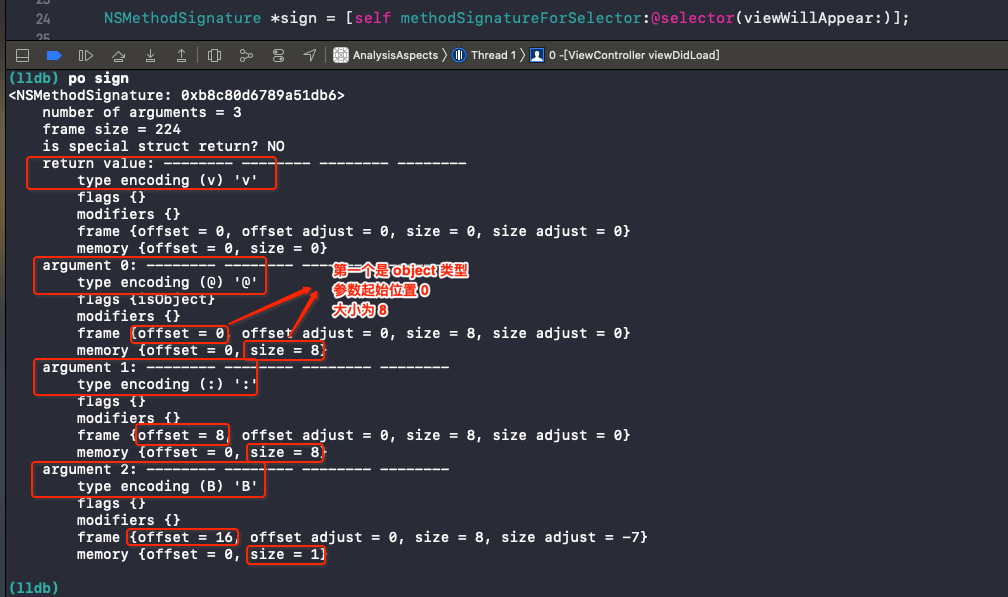 24 NSMethodSignature *sign = [self methodSignatureForSelector:@selector(viewWillAppear:)];
25
AnalysisAspects 〉 Thread 1 〉 0 -[ViewController viewDidLoad]
(lldb) po sign
<NSMethodSignature: 0xb8c80d6789a51db6>
number of arguments = 3
frame size = 224
is special struct return? NO
return value: -------- -------- -------- --------
type encoding (v) 'v'
flags {}
modifiers {}
frame {offset = 0, offset adjust = 0, size = 0, size adjust = 0}
memory {offset = 0, size = 0}
argument 0: -------- -------- -------- --------
type encoding (@) '@'
flags {isObject}
modifiers {}
frame {offset = 0, offset adjust = 0, size = 8, size adjust = 0}
memory {offset = 0, size = 8}
第一个是 object 类型
参数起始位置 0
大小为 8
argument 1: -------- -------- -------- --------
type encoding (:) ':'
flags {}
modifiers {}
frame {offset = 8, offset adjust = 0, size = 8, size adjust = 0}
memory {offset = 0, size = 8}
argument 2: -------- -------- -------- --------
type encoding (B) 'B'
flags {}
modifiers {}
frame {offset = 16, offset adjust = 0, size = 8, size adjust = -7}
memory {offset = 0, size = 1}
(lldb)